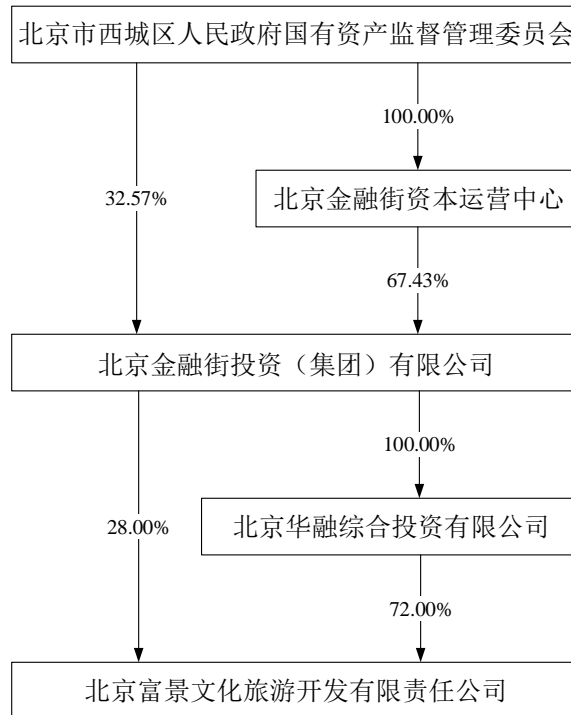 北京市西城区人民政府国有资产监督管理委员会
100.00%
32.57%
北京金融街资本运营中心
67.43%
北京金融街投资（集团）有限公司
100.00%
28.00%
北京华融综合投资有限公司
72.00%
北京富景文化旅游开发有限责任公司